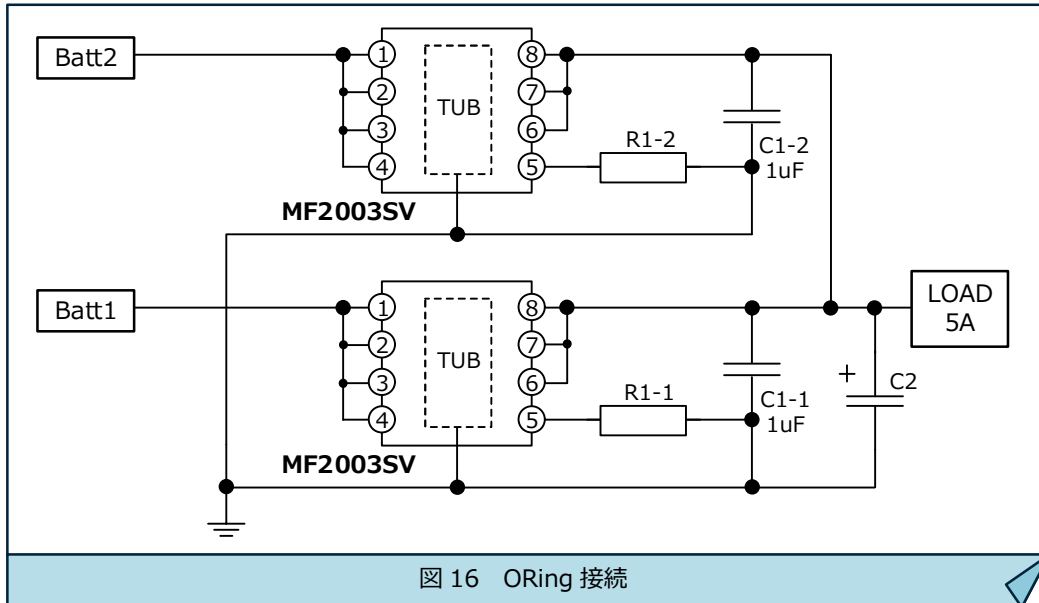 Batt2
1
2
3
4
TUB
8
7
6
5
R1-2
C1-2
1uF
MF2003SV
Batt1
1
2
3
4
TUB
8
7
6
5
R1-1
C1-1
1uF
+
C2
LOAD
5A
MF2003SV
図 16 ORing 接続